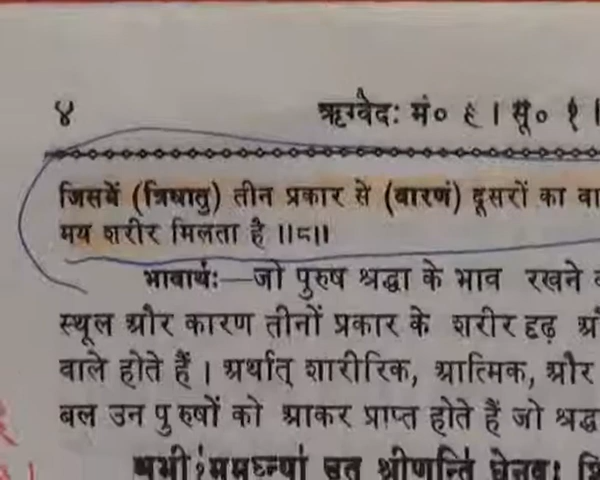 ४ ऋग्वेदः मं० ९ । सू० १ ।
जिसमें (त्रिधातु) तीन प्रकार से (वारणं) दूसरों का वा
मय शरीर मिलता है ॥८॥
भावार्थः—जो पुरुष श्रद्धा के भाव रखने
स्थूल और कारण तीनों प्रकार के शरीर दृढ़
वाले होते हैं । अर्थात् शारीरिक, आत्मिक, और
बल उन पुरुषों को आकर प्राप्त होते हैं जो श्रद्ध